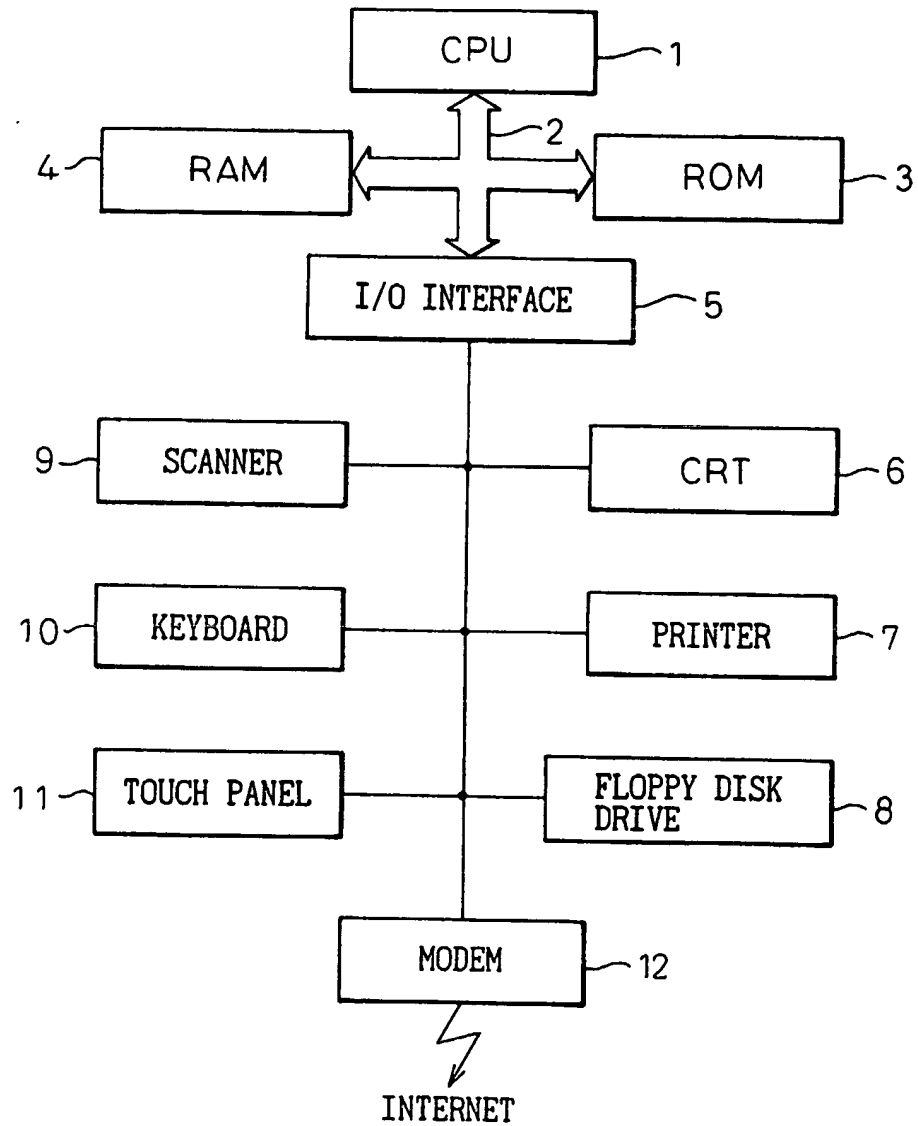 CPU
1
2
4
RAM
ROM
3
I/O INTERFACE
5
9
SCANNER
CRT
6
10
KEYBOARD
PRINTER
7
11
TOUCH PANEL
FLOPPY DISK
DRIVE
8
MODEM
12
INTERNET